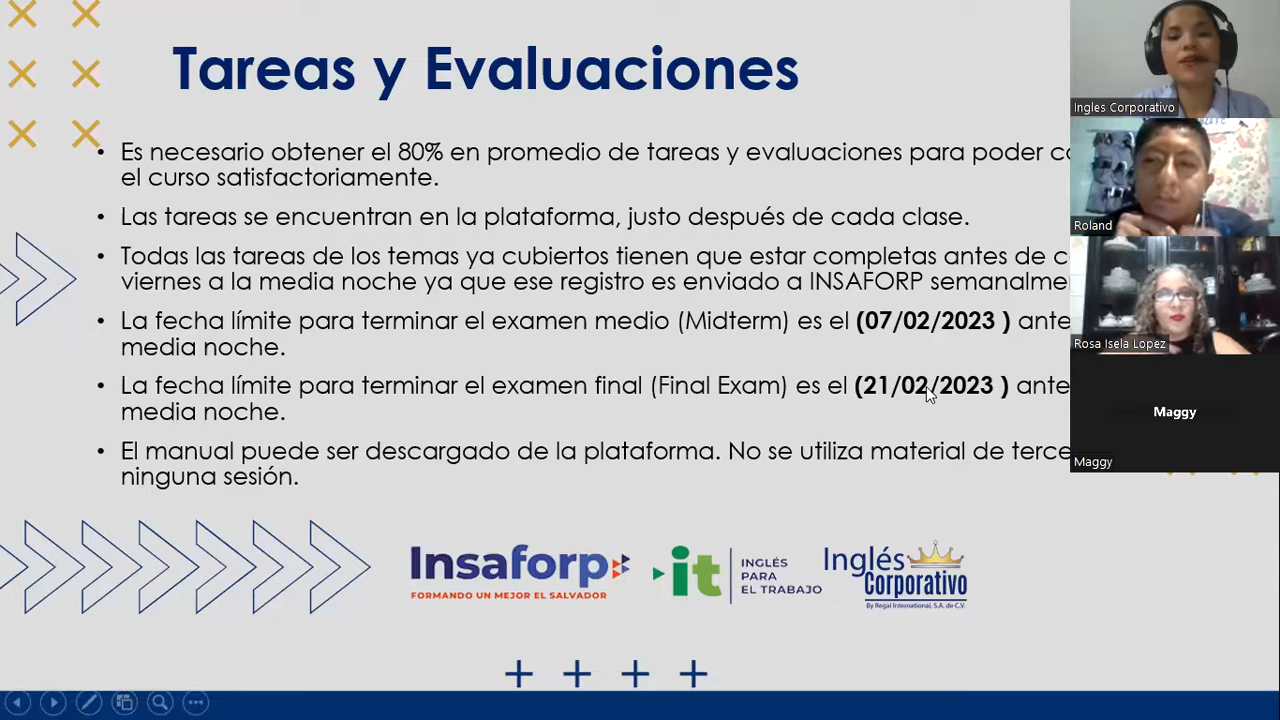 Tareas y Evaluaciones
• Es necesario obtener el 80% en promedio de tareas y evaluaciones para poder
el curso satisfactoriamente.
• Las tareas se encuentran en la plataforma, justo después de cada clase.
• Todas las tareas de los temas ya cubiertos tienen que estar completas antes de
viernes a la media noche ya que ese registro es enviado a INSAFORP
• La fecha límite para terminar el examen medio (Midterm) es el (07/02/2023 )
media noche.
• La fecha límite para terminar el examen final (Final Exam) es el (21/02/2023 )
media noche.
• El manual puede ser descargado de la plataforma. No se utiliza material de
ninguna sesión.
Insaforp
FORMANDO UN MEJOR EL SALVADOR
it
INGLÉS
PARA
EL TRABAJO
Inglés
Corporativo
By Regal International, S.A. de C.V.
Ingles Corporativo
Roland
Rosa Isela Lopez
Maggy
Maggy